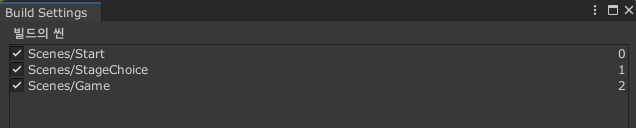 Build Settings
빌드의 씬
Scenes/Start 0
Scenes/StageChoice 1
Scenes/Game 2